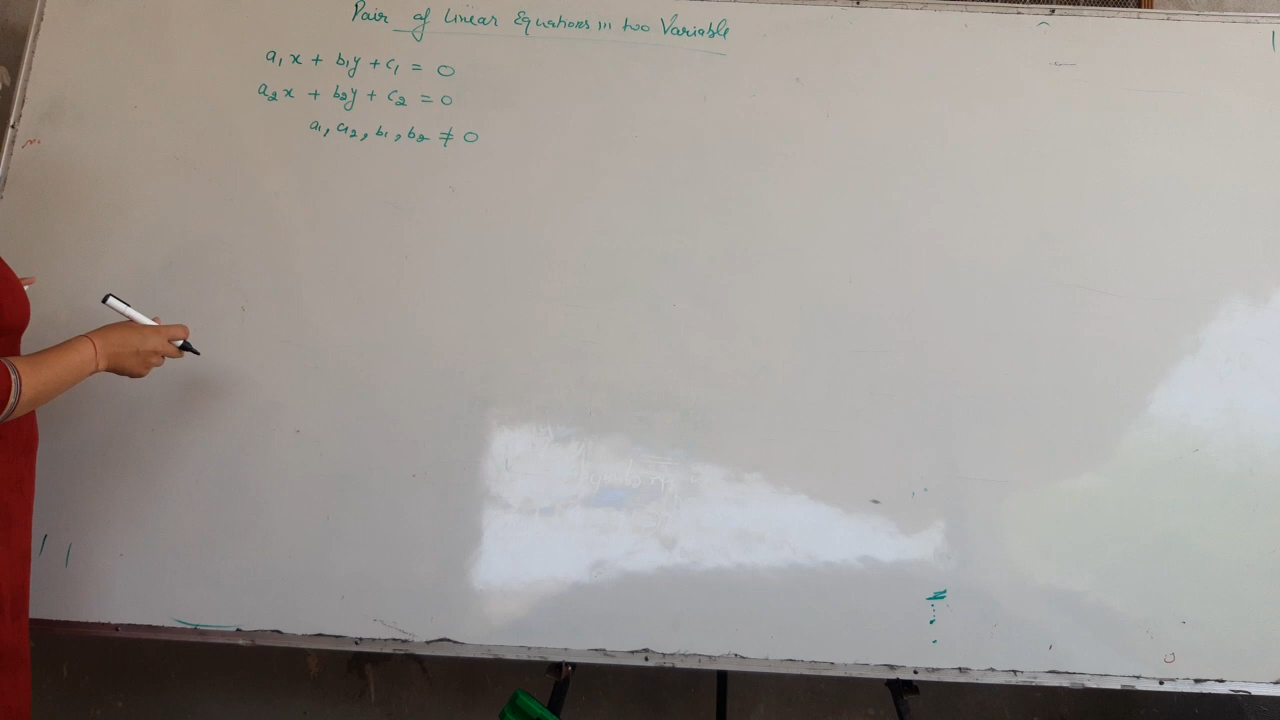 Pair of Linear Equations in two Variable
a₁x + b₁y + c₁ = 0
a₂x + b₂y + c₂ = 0
a₁, a₂, b₁, b₂ ≠ 0